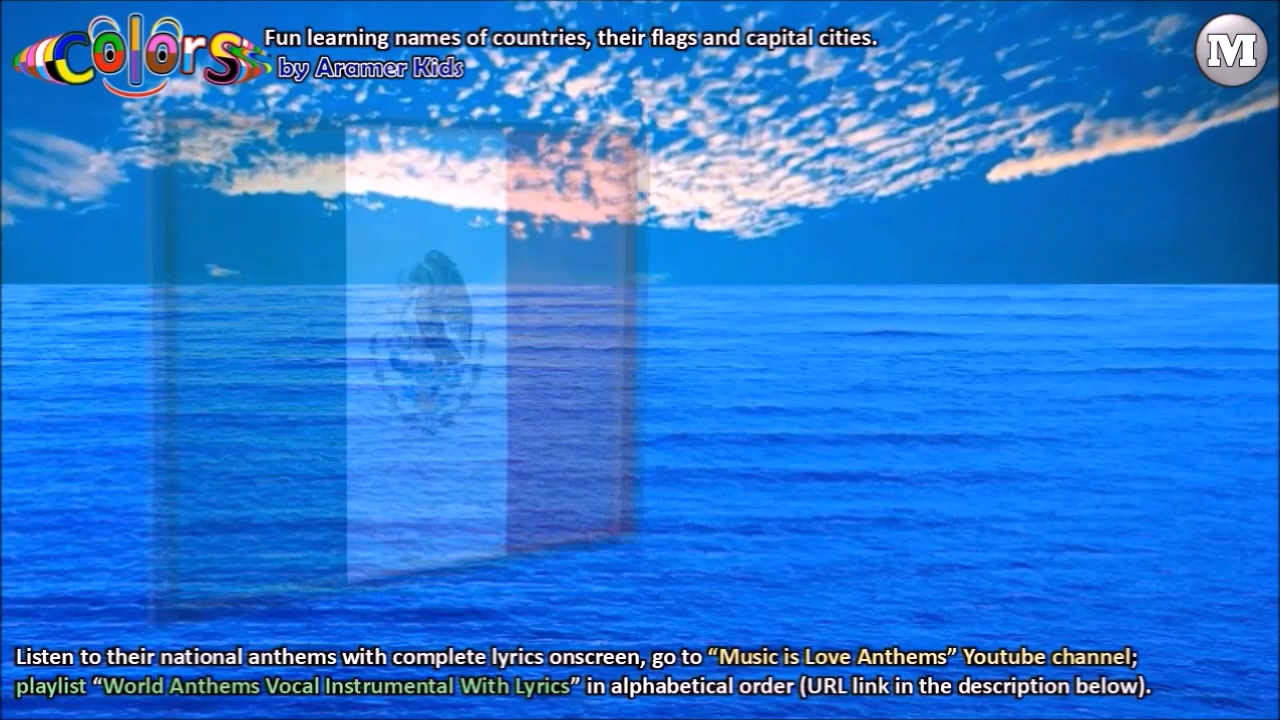 Colors
Fun learning names of countries, their flags and capital cities.
by Aramer Kids
M
Listen to their national anthems with complete lyrics onscreen, go to “Music is Love Anthems” Youtube channel;
playlist “World Anthems Vocal Instrumental With Lyrics” in alphabetical order (URL link in the description below).